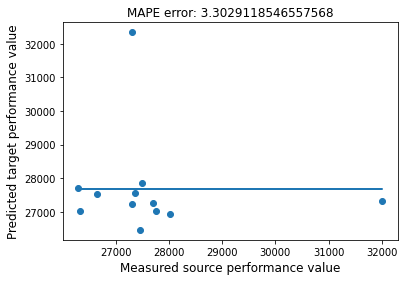 MAPE error: 3.3029118546557568
Predicted target performance value
32000
31000
30000
29000
28000
27000
27000 28000 29000 30000 31000 32000
Measured source performance value